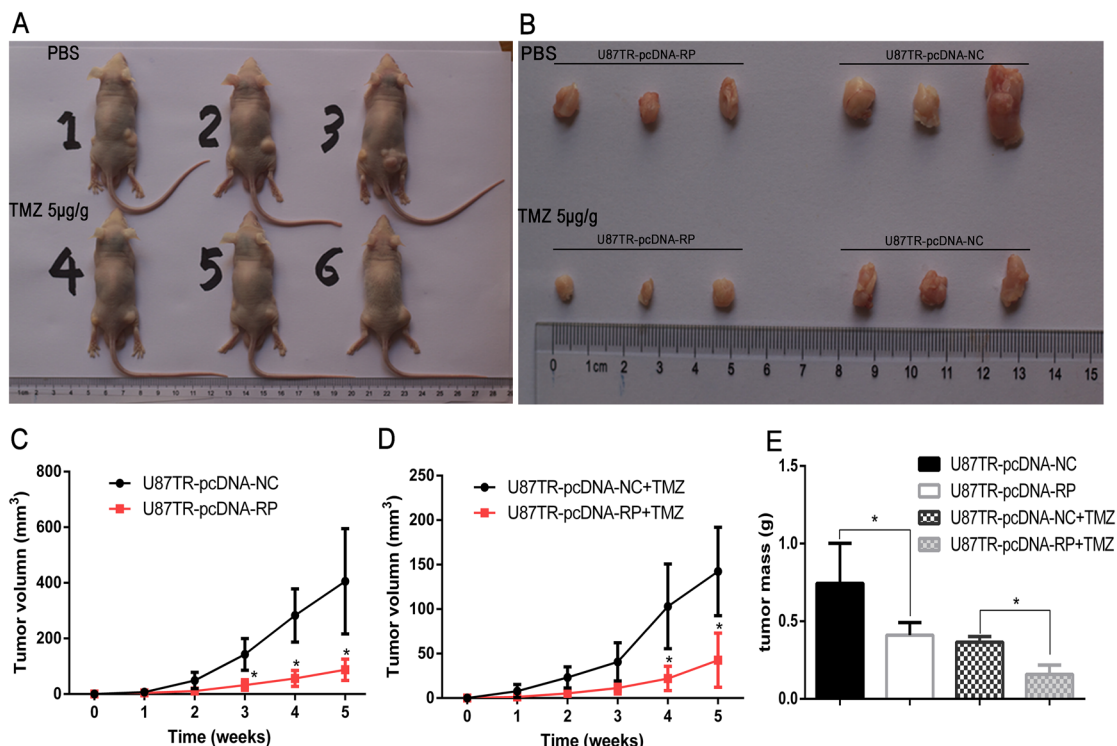 A
PBS
1 2 3
TMZ 5µg/g
4 5 6
B
PBS
U87TR-pcDNA-RP U87TR-pcDNA-NC
TMZ 5µg/g
U87TR-pcDNA-RP U87TR-pcDNA-NC
0 1cm 2 3 4 5 6 7 8 9 10 11 12 13 14 15
C
Tumor volumn (mm³)
800
600
400
200
0
0 1 2 3 4 5
Time (weeks)
U87TR-pcDNA-NC
U87TR-pcDNA-RP
* * *
D
Tumor volumn (mm³)
250
200
150
100
50
0
0 1 2 3 4 5
Time (weeks)
U87TR-pcDNA-NC+TMZ
U87TR-pcDNA-RP+TMZ
* *
E
tumor mass (g)
1.5
1.0
0.5
0.0
U87TR-pcDNA-NC
U87TR-pcDNA-RP
U87TR-pcDNA-NC+TMZ
U87TR-pcDNA-RP+TMZ
* *